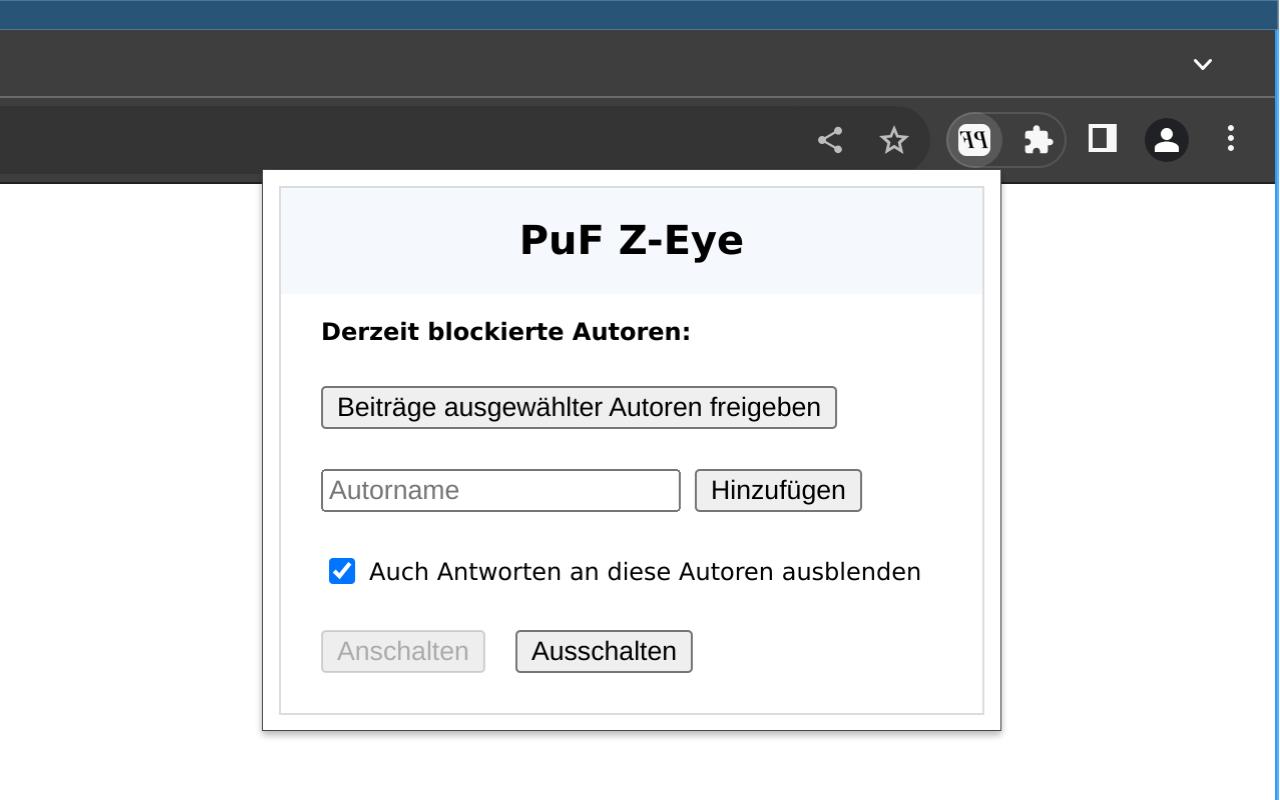 PF
PuF Z-Eye
Derzeit blockierte Autoren:
Beiträge ausgewählter Autoren freigeben
Autorname Hinzufügen
Auch Antworten an diese Autoren ausblenden
Anschalten Ausschalten